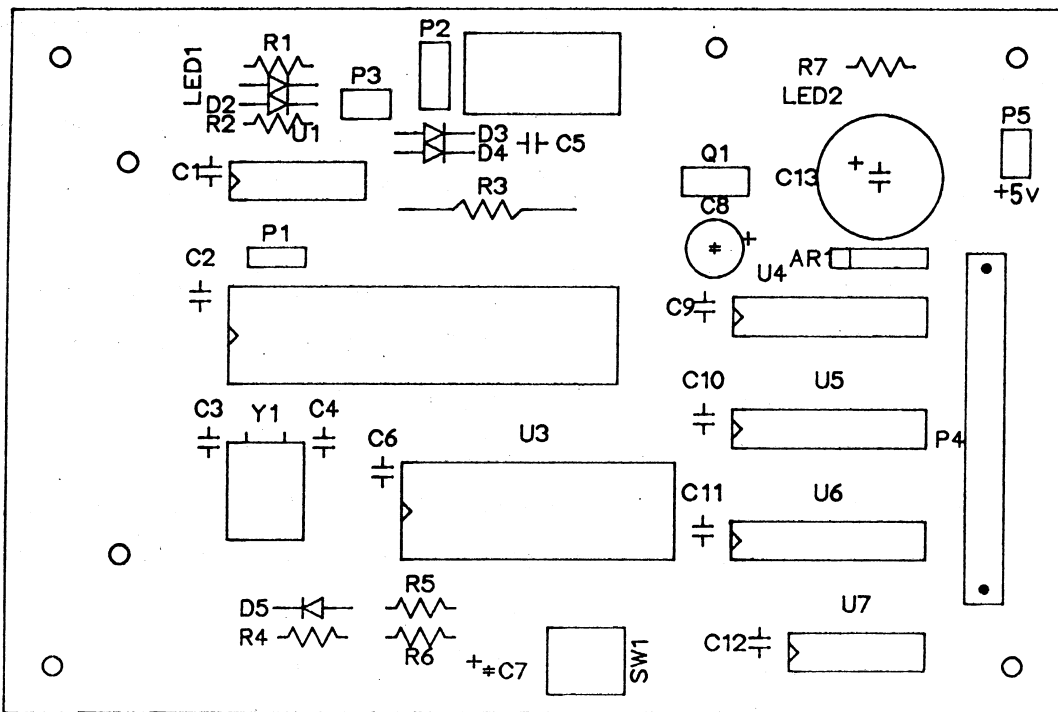 LED1
R1
D2
R2
U1
P3
P2
D3
D4
C5
R7
LED2
P5
+5v
C1
R3
Q1
C13
+
C8
+
P1
C2
AR1
U4
C9
C3
Y1
C4
C10
U5
P4
C6
U3
C11
U6
D5
R5
R4
R6
+
C7
SW1
U7
C12